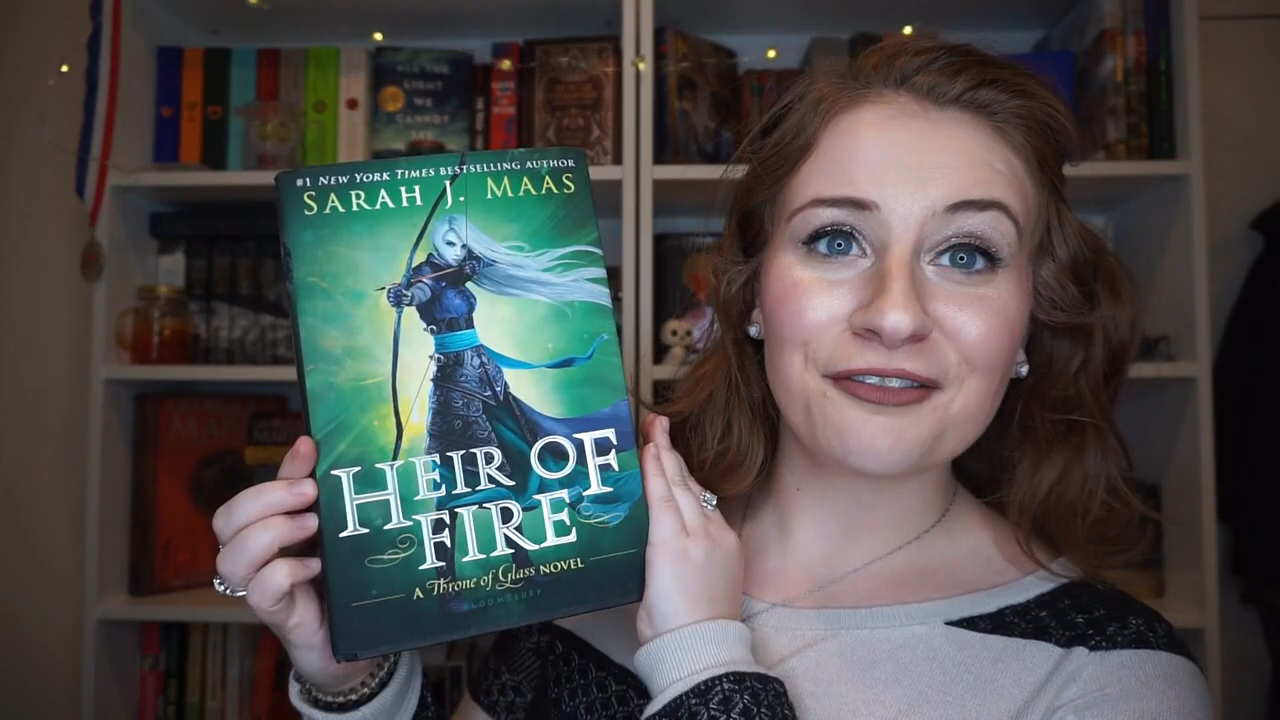 ALL THE
LIGHT
WE
CANNOT
SEE
#1 NEW YORK TIMES BESTSELLING AUTHOR
SARAH J. MAAS
HEIR OF
FIRE
A Throne of Glass NOVEL
BLOOMSBURY